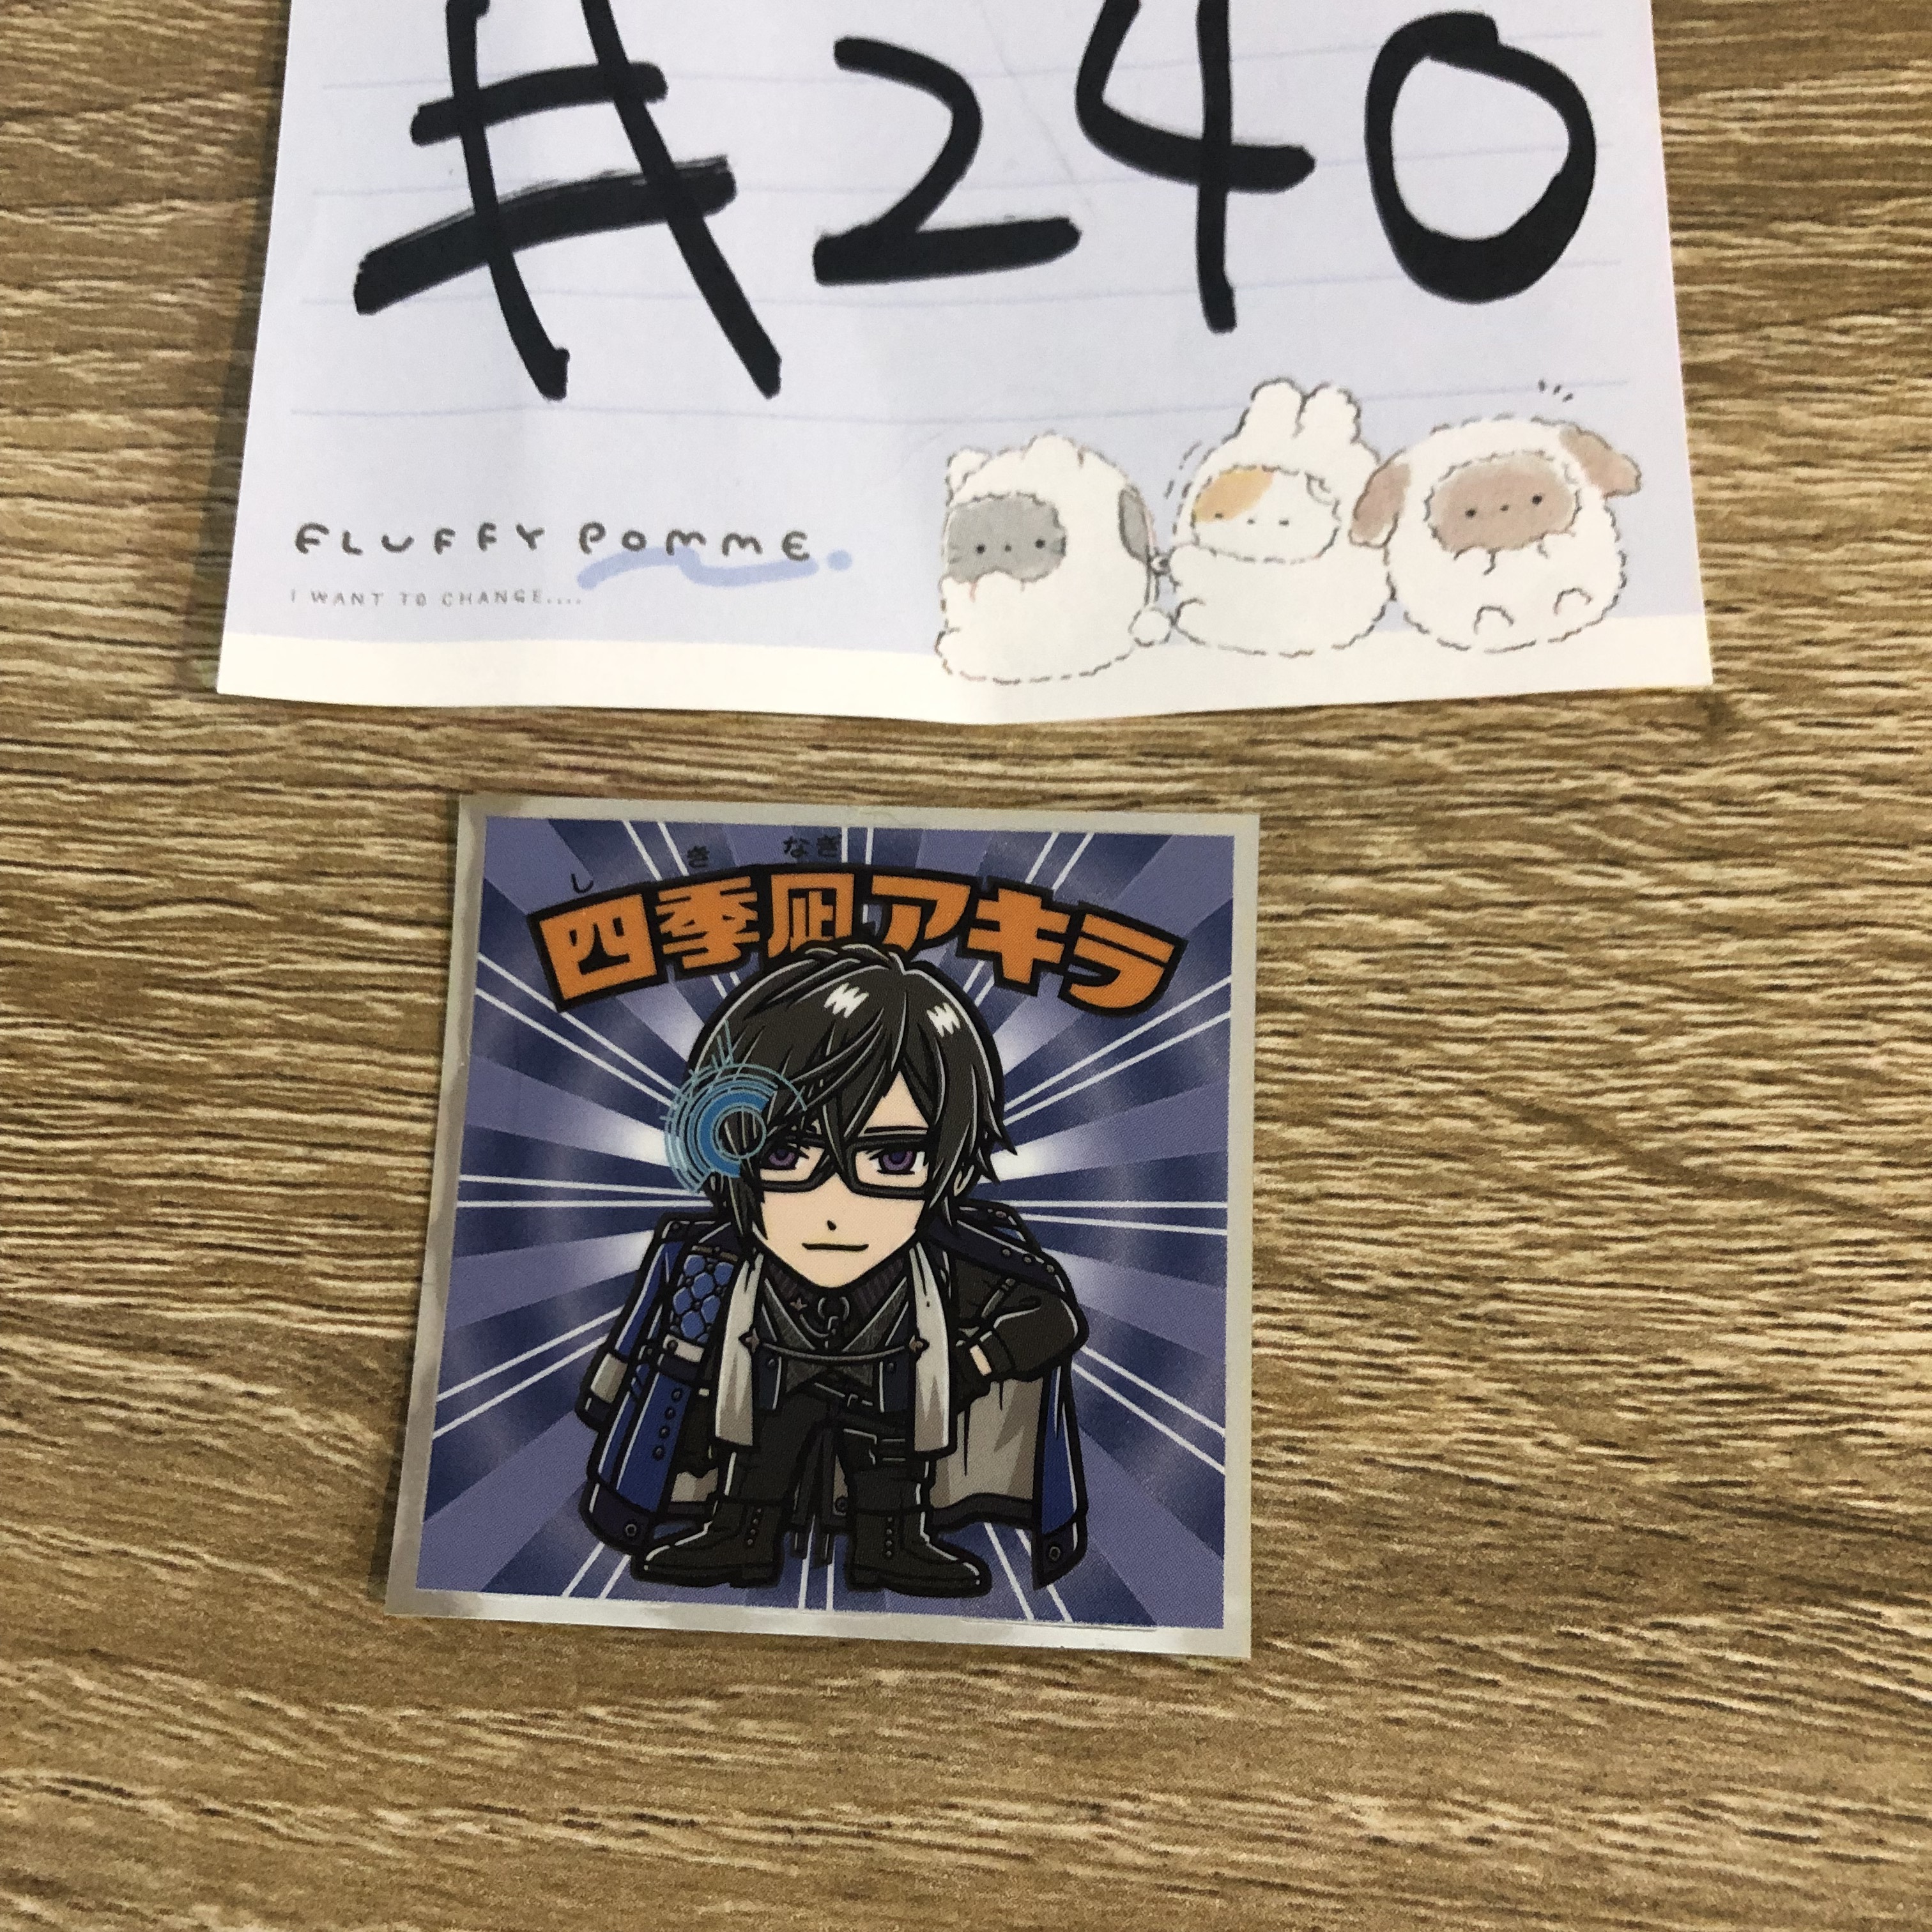 #240
FLUFFY POMME.
I WANT TO CHANGE....
し き なぎ
四季凪アキラ